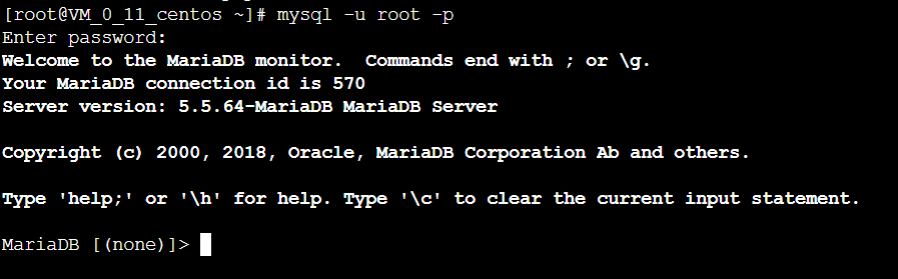 [root@VM_0_11_centos ~]# mysql -u root -p
Enter password:
Welcome to the MariaDB monitor.  Commands end with ; or \g.
Your MariaDB connection id is 570
Server version: 5.5.64-MariaDB MariaDB Server
Copyright (c) 2000, 2018, Oracle, MariaDB Corporation Ab and others.
Type 'help;' or '\h' for help. Type '\c' to clear the current input statement.
MariaDB [(none)]>